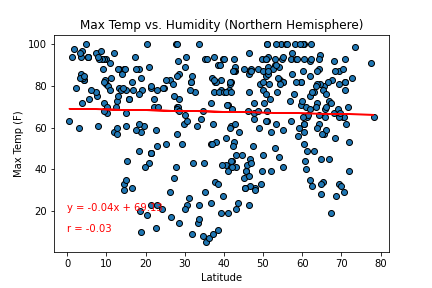 Max Temp vs. Humidity (Northern Hemisphere)
100
80
60
40
20
Max Temp (F)
y = -0.04x +
r = -0.03
0 10 20 30 40 50 60 70 80
Latitude